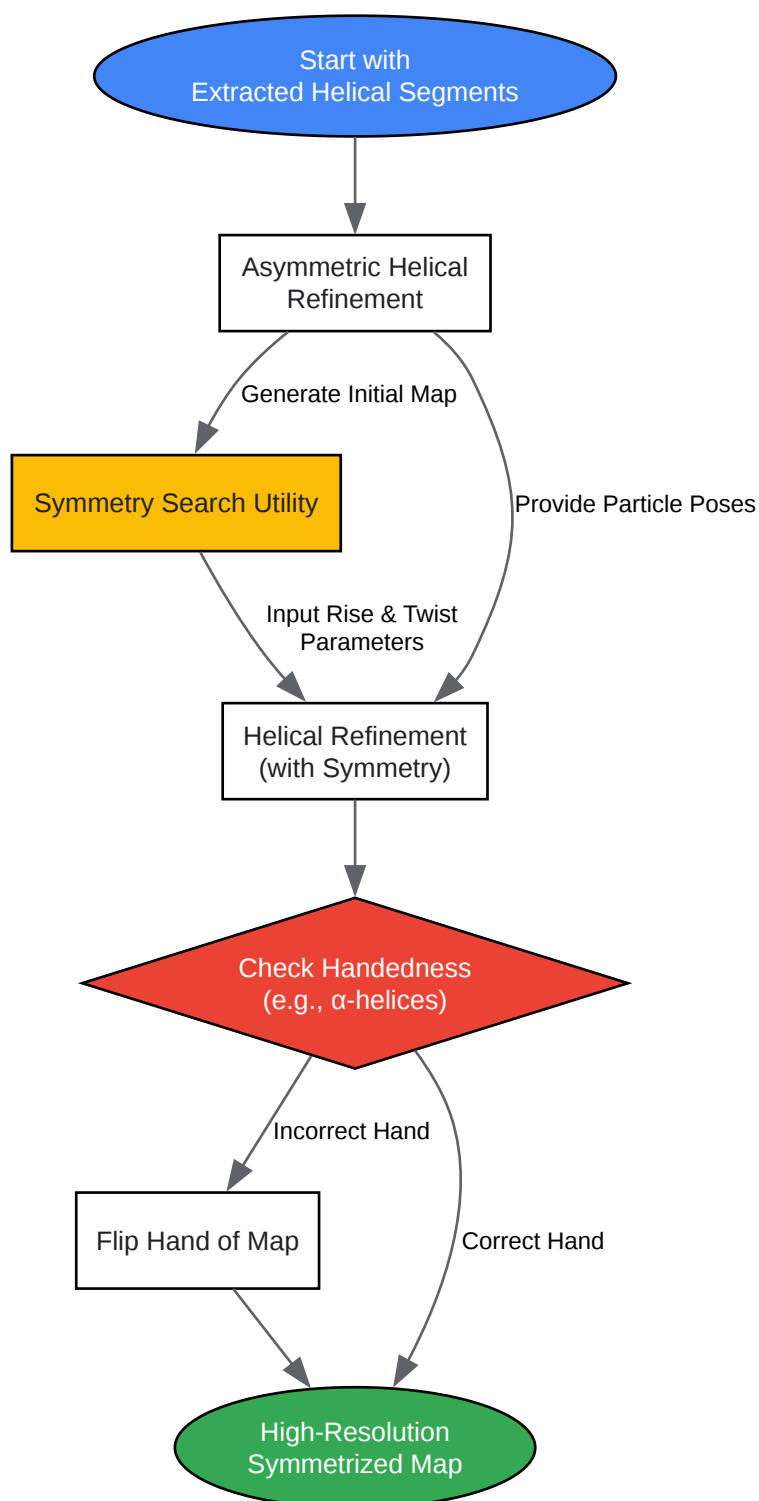 Start with
Extracted Helical Segments
Asymmetric Helical
Refinement
Generate Initial Map
Symmetry Search Utility
Provide Particle Poses
Input Rise & Twist
Parameters
Helical Refinement
(with Symmetry)
Check Handedness
(e.g., α-helices)
Incorrect Hand
Flip Hand of Map
Correct Hand
High-Resolution
Symmetrized Map